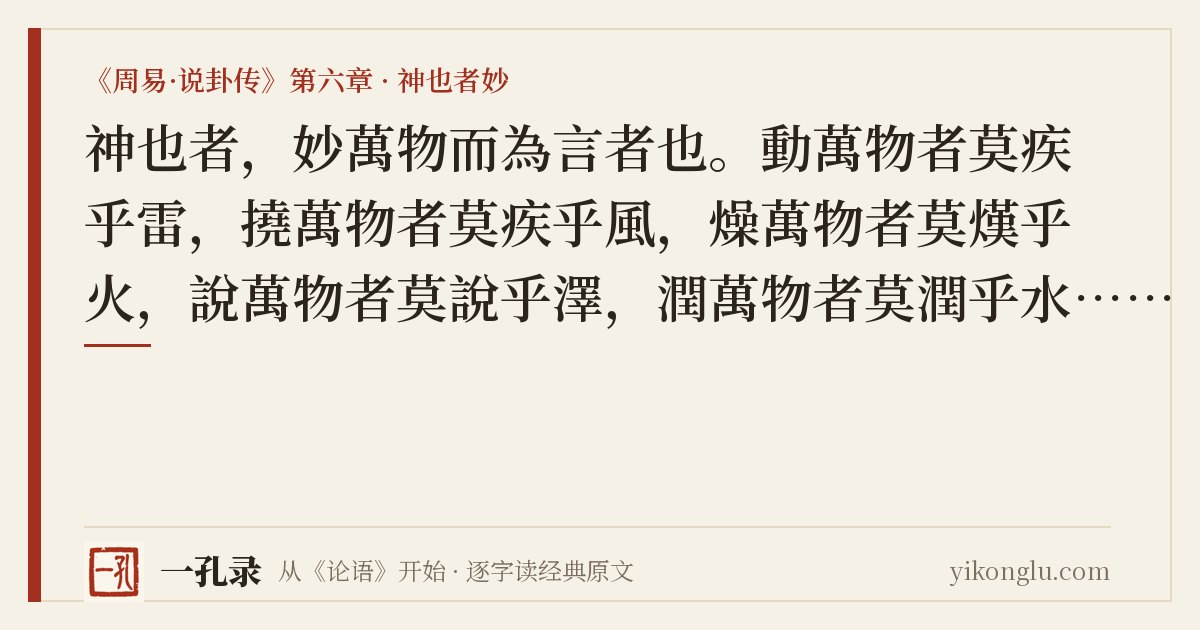 《周易·说卦传》第六章 · 神也者妙
神也者，妙萬物而為言者也。動萬物者莫疾
乎雷，撓萬物者莫疾乎風，燥萬物者莫熯乎
火，說萬物者莫說乎澤，潤萬物者莫潤乎水……
一孔
一孔录 从《论语》开始 · 逐字读经典原文 yikonglu.com